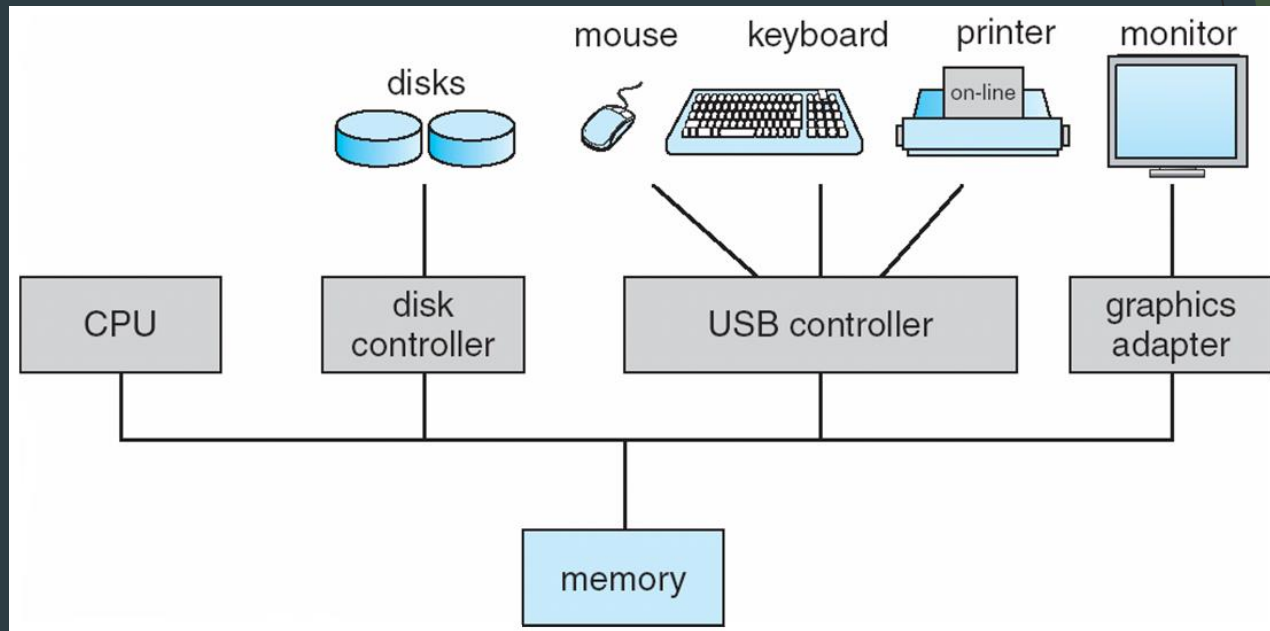 mouse
keyboard
printer
monitor
disks
on-line
CPU
disk
controller
USB controller
graphics
adapter
memory